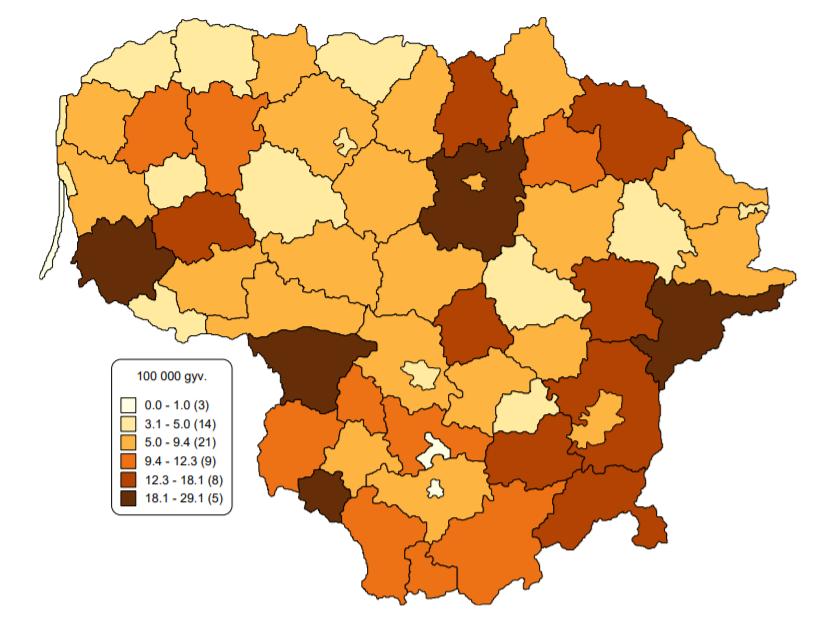 100 000 gyv.
0.0 - 1.0 (3)
3.1 - 5.0 (14)
5.0 - 9.4 (21)
9.4 - 12.3 (9)
12.3 - 18.1 (8)
18.1 - 29.1 (5)